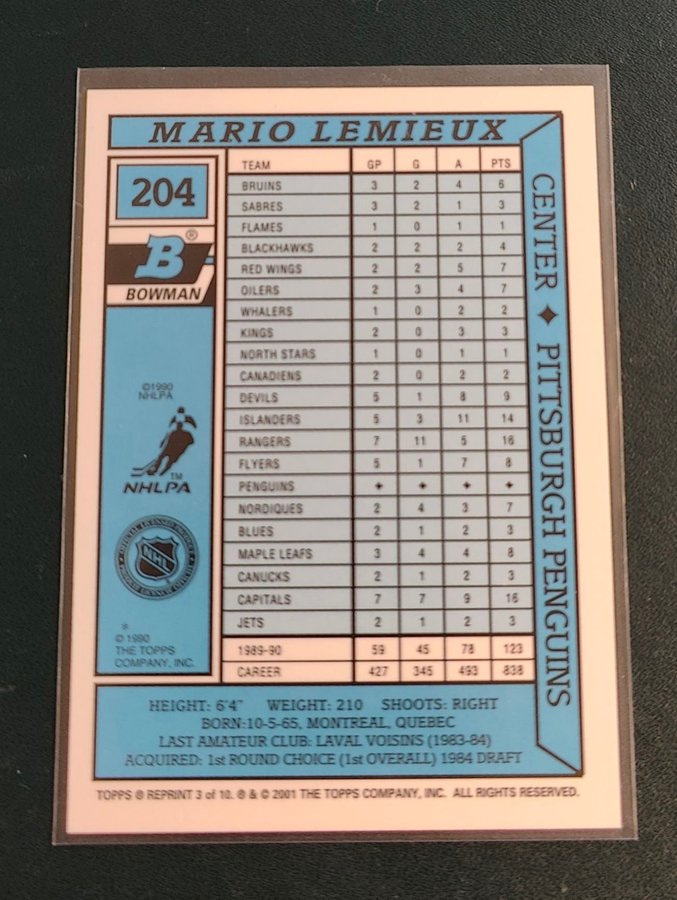 MARIO LEMIEUX
204
B®
BOWMAN
©1990
NHLPA
TM
NHLPA
OFFICIAL LICENSED PRODUCT
NHL
*
© 1990
THE TOPPS
COMPANY, INC.
TEAM GP G A PTS
BRUINS 3 2 4 6
SABRES 3 2 1 3
FLAMES 1 0 1 1
BLACKHAWKS 2 2 2 4
RED WINGS 2 2 5 7
OILERS 2 3 4 7
WHALERS 1 0 2 2
KINGS 2 0 3 3
NORTH STARS 1 0 1 1
CANADIENS 2 0 2 2
DEVILS 5 1 8 9
ISLANDERS 5 3 11 14
RANGERS 7 11 5 16
FLYERS 5 1 7 8
PENGUINS ✦ ✦ ✦ ✦
NORDIQUES 2 4 3 7
BLUES 2 1 2 3
MAPLE LEAFS 3 4 4 8
CANUCKS 2 1 2 3
CAPITALS 7 7 9 16
JETS 2 1 2 3
1989-90 59 45 78 123
CAREER 427 345 493 838
CENTER ✦ PITTSBURGH PENGUINS
HEIGHT: 6'4" WEIGHT: 210 SHOOTS: RIGHT
BORN:10-5-65, MONTREAL, QUEBEC
LAST AMATEUR CLUB: LAVAL VOISINS (1983-84)
ACQUIRED: 1st ROUND CHOICE (1st OVERALL) 1984 DRAFT
TOPPS ® REPRINT 3 of 10. ® & © 2001 THE TOPPS COMPANY, INC. ALL RIGHTS RESERVED.